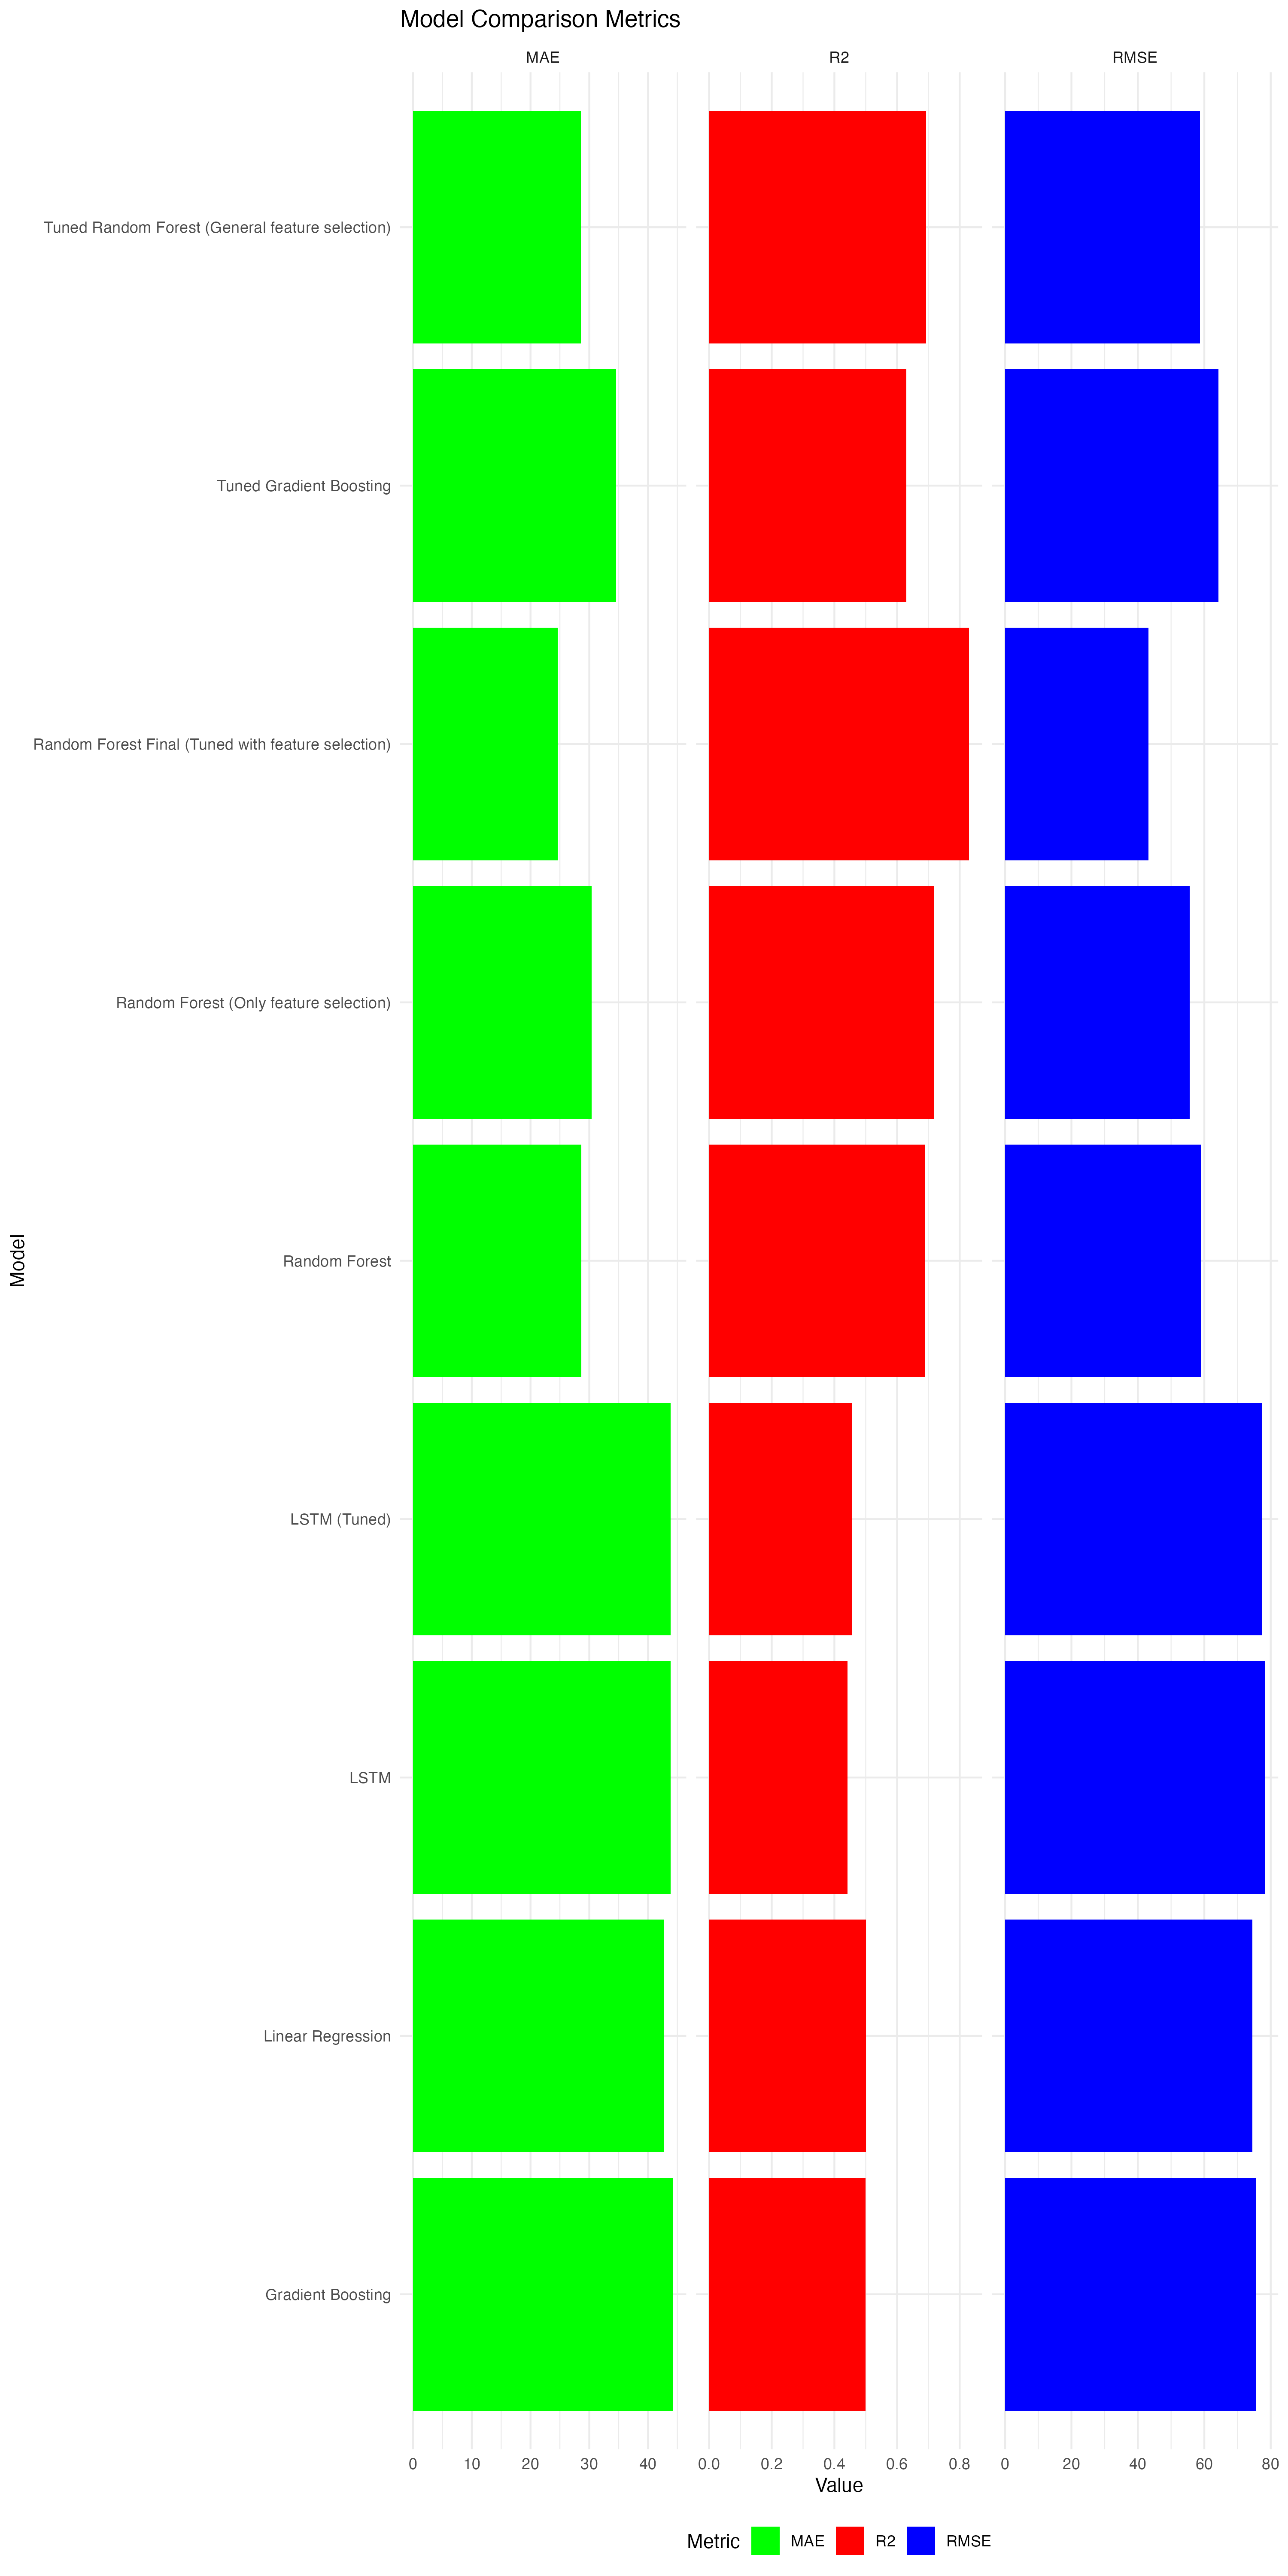 Model Comparison Metrics
MAE R2 RMSE
Tuned Random Forest (General feature selection)
Tuned Gradient Boosting
Random Forest Final (Tuned with feature selection)
Random Forest (Only feature selection)
Random Forest
LSTM (Tuned)
LSTM
Linear Regression
Gradient Boosting
Model
0 10 20 30 40 0.0 0.2 0.4 0.6 0.8 0 20 40 60 80
Value
Metric MAE R2 RMSE